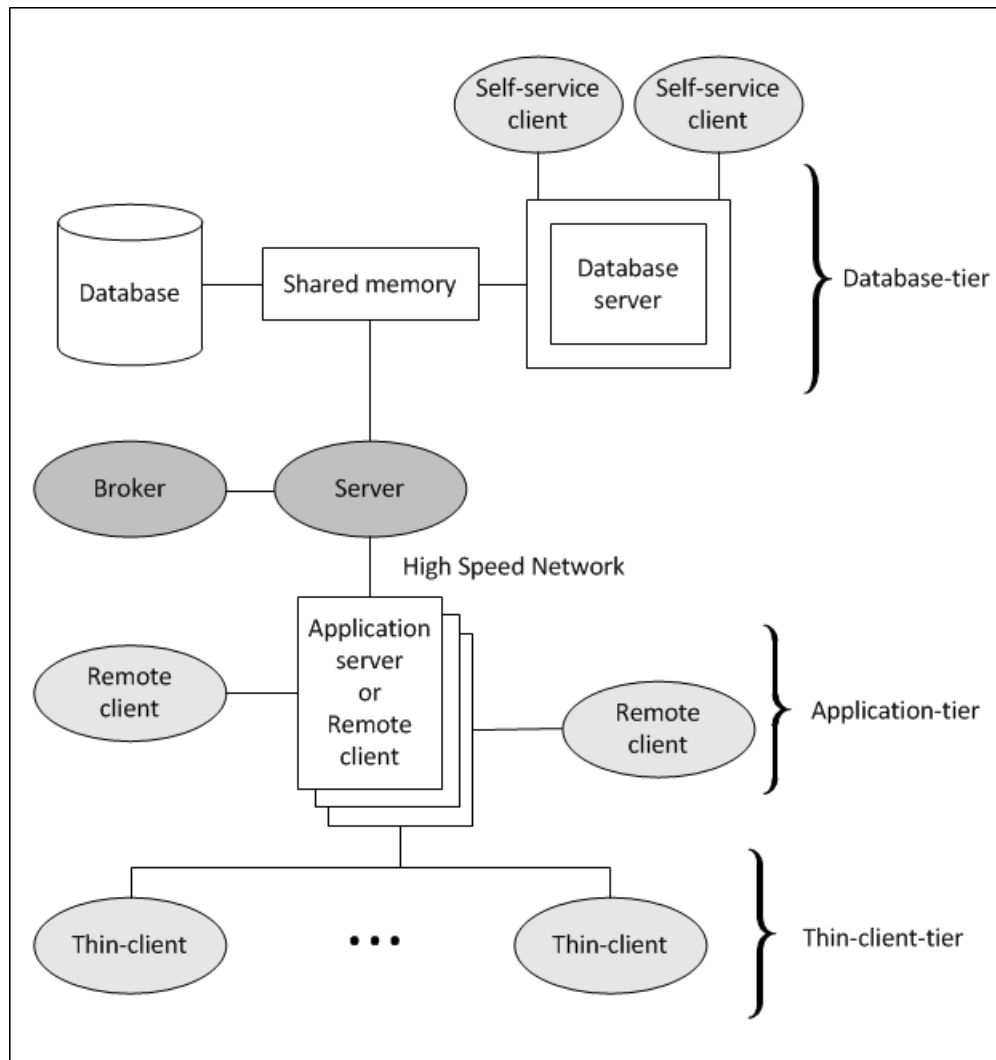 Self-service
client
Self-service
client
Database
Shared memory
Database
server
Database-tier
Broker
Server
High Speed Network
Application
server
or
Remote
client
Remote
client
Remote
client
Application-tier
Thin-client
...
Thin-client
Thin-client-tier